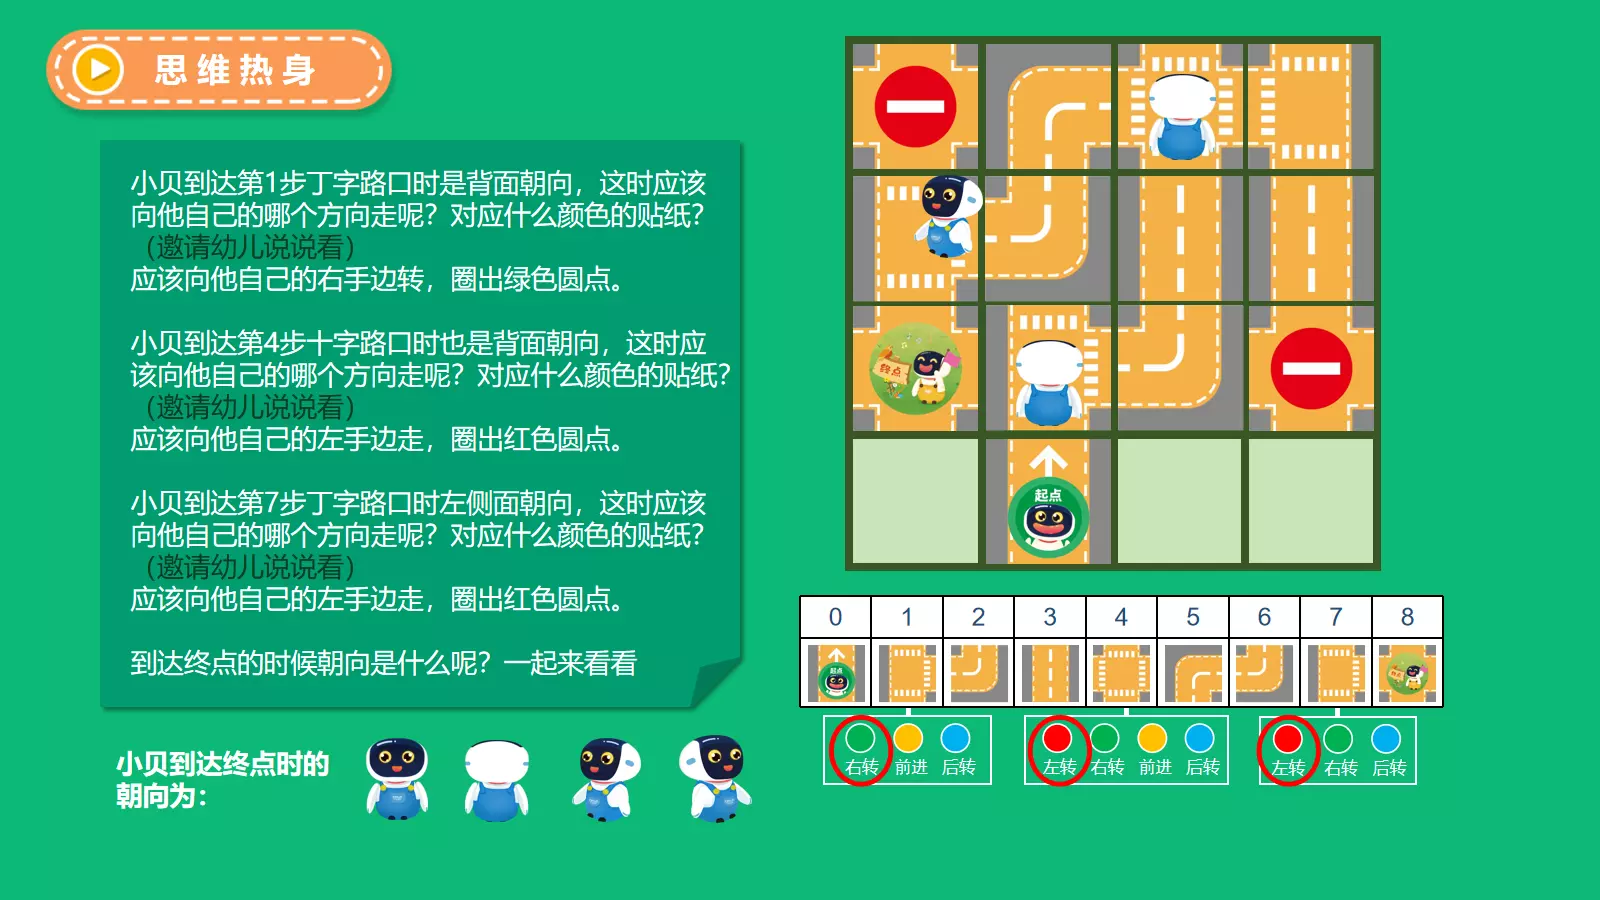 思维热身
小贝到达第1步丁字路口时是背面朝向，这时应该
向他自己的哪个方向走呢？对应什么颜色的贴纸？
（邀请幼儿说说看）
应该向他自己的右手边转，圈出绿色圆点。
小贝到达第4步十字路口时也是背面朝向，这时应
该向他自己的哪个方向走呢？对应什么颜色的贴纸？
（邀请幼儿说说看）
应该向他自己的左手边走，圈出红色圆点。
小贝到达第7步丁字路口时左侧面朝向，这时应该
向他自己的哪个方向走呢？对应什么颜色的贴纸？
（邀请幼儿说说看）
应该向他自己的左手边走，圈出红色圆点。
到达终点的时候朝向是什么呢？一起来看看
小贝到达终点时的
朝向为：
终点
起点
0 1 2 3 4 5 6 7 8
起点
终点
右转 前进 后转
左转 右转 前进 后转
左转 右转 后转